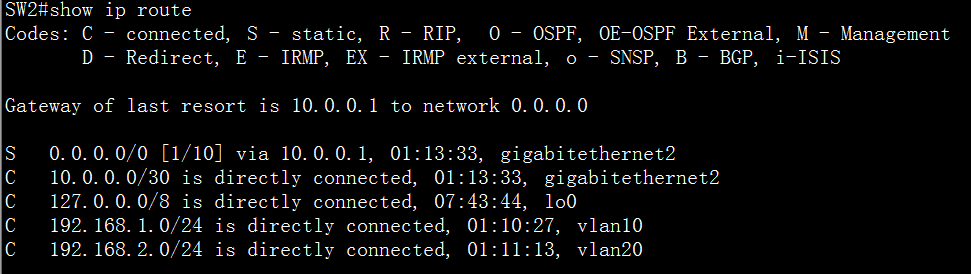 SW2#show ip route
Codes: C - connected, S - static, R - RIP,  O - OSPF, OE-OSPF External, M - Management
       D - Redirect, E - IRMP, EX - IRMP external, o - SNSP, B - BGP, i-ISIS
Gateway of last resort is 10.0.0.1 to network 0.0.0.0
S   0.0.0.0/0 [1/10] via 10.0.0.1, 01:13:33, gigabitethernet2
C   10.0.0.0/30 is directly connected, 01:13:33, gigabitethernet2
C   127.0.0.0/8 is directly connected, 07:43:44, lo0
C   192.168.1.0/24 is directly connected, 01:10:27, vlan10
C   192.168.2.0/24 is directly connected, 01:11:13, vlan20